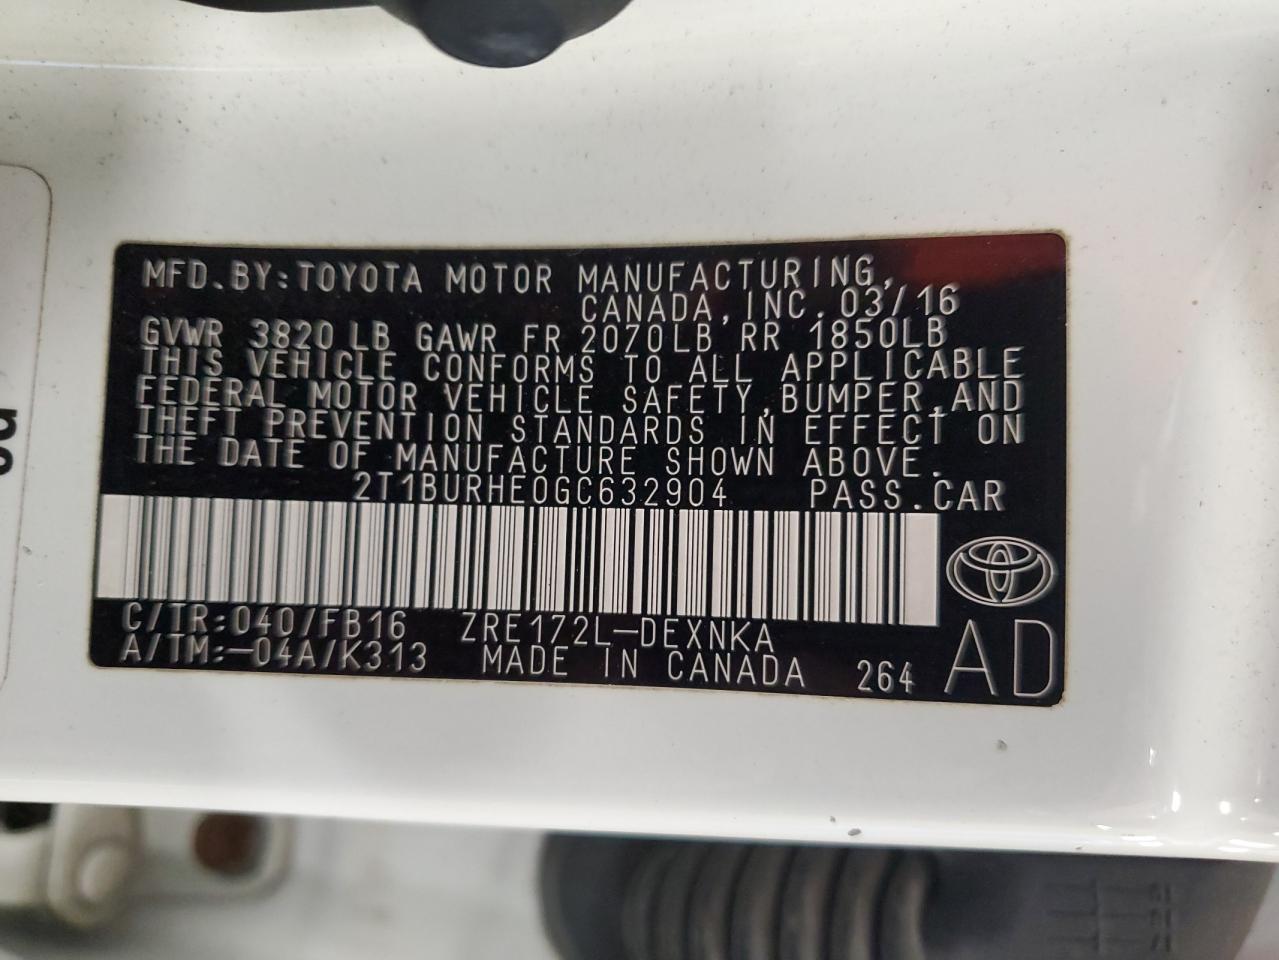 MFD.BY:TOYOTA MOTOR MANUFACTURING,
CANADA, INC. 03/16
GVWR 3820LB GAWR FR 2070LB RR 1850LB
THIS VEHICLE CONFORMS TO ALL APPLICABLE
FEDERAL MOTOR VEHICLE SAFETY, BUMPER, AND
THEFT PREVENTION STANDARDS IN EFFECT ON
THE DATE OF MANUFACTURE SHOWN ABOVE.
2T1BURHE0GC632904 PASS.CAR
C/TR:040/FB16 ZRE172L-DEXNKA
A/TM:-04A/K313 MADE IN CANADA 264 AD